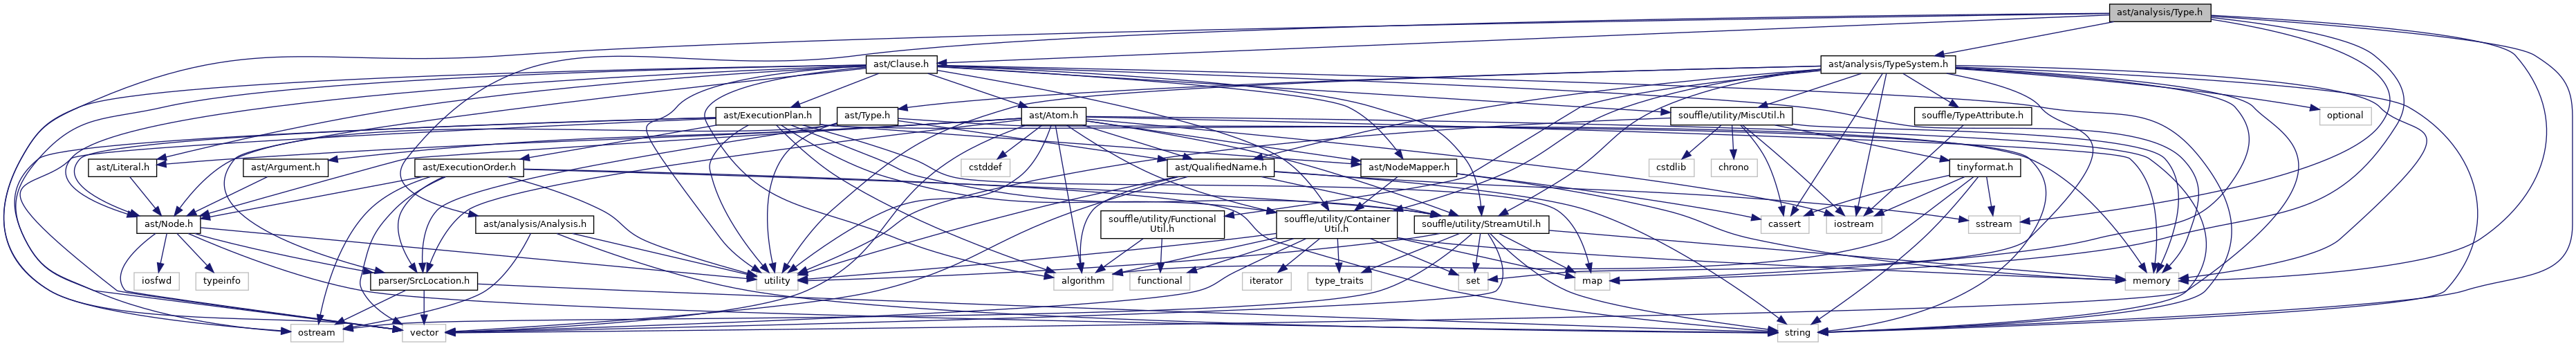 ast/analysis/Type.h
ast/Clause.h
ast/analysis/TypeSystem.h
ast/ExecutionPlan.h
ast/Type.h
ast/Atom.h
souffle/utility/MiscUtil.h
souffle/TypeAttribute.h
optional
ast/Literal.h
ast/Argument.h
ast/ExecutionOrder.h
cstddef
ast/QualifiedName.h
ast/NodeMapper.h
cstdlib
chrono
tinyformat.h
ast/Node.h
ast/analysis/Analysis.h
souffle/utility/Functional
Util.h
souffle/utility/Container
Util.h
souffle/utility/StreamUtil.h
cassert
iostream
sstream
iosfwd
typeinfo
parser/SrcLocation.h
utility
algorithm
functional
iterator
type_traits
set
map
memory
ostream
vector
string